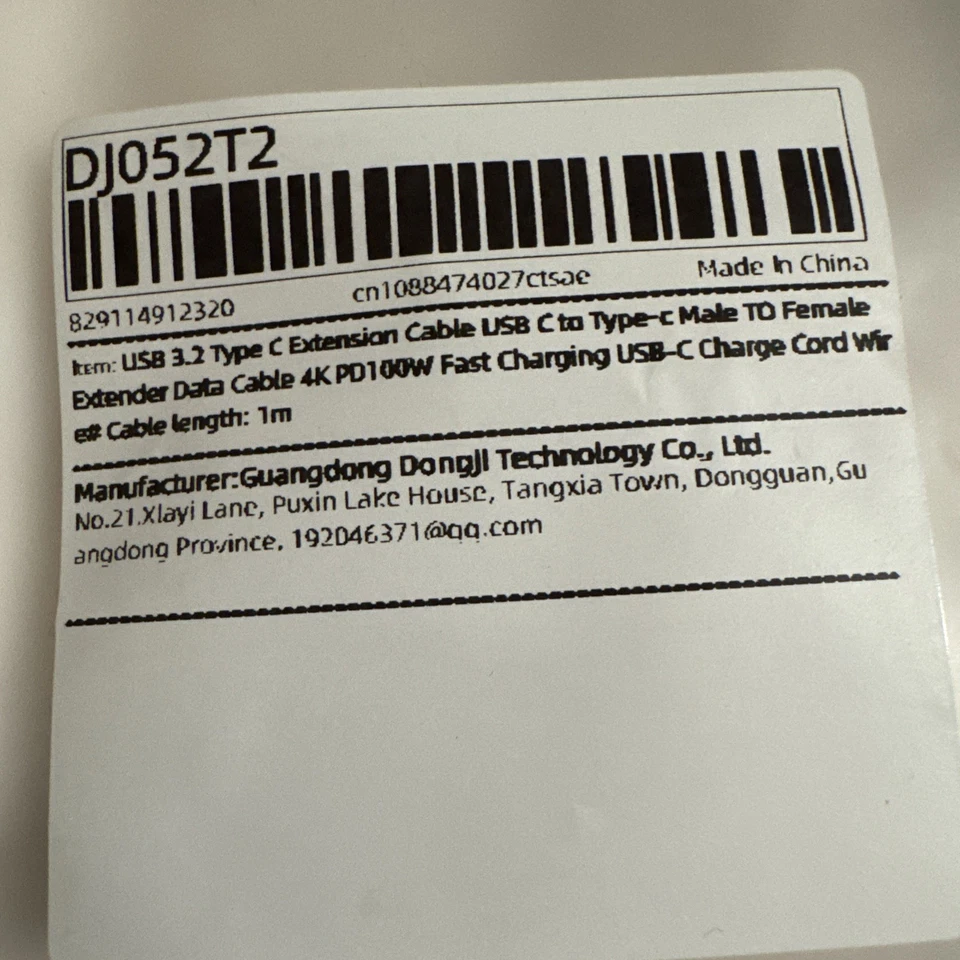 DJ052T2
829114912320 cn1088474027ctsae Made In China
Item: USB 3.2 Type C Extension Cable USB C to Type-c Male TO Female
Extender Data Cable 4K PD100W Fast Charging USB-C Charge Cord Wir
e# Cable length: 1m
Manufacturer:Guangdong DongJI Technology Co., Ltd.
No.21.Xlayi Lane, Puxin Lake House, Tangxia Town, Dongguan,Gu
angdong Province, 192046371@qq.com